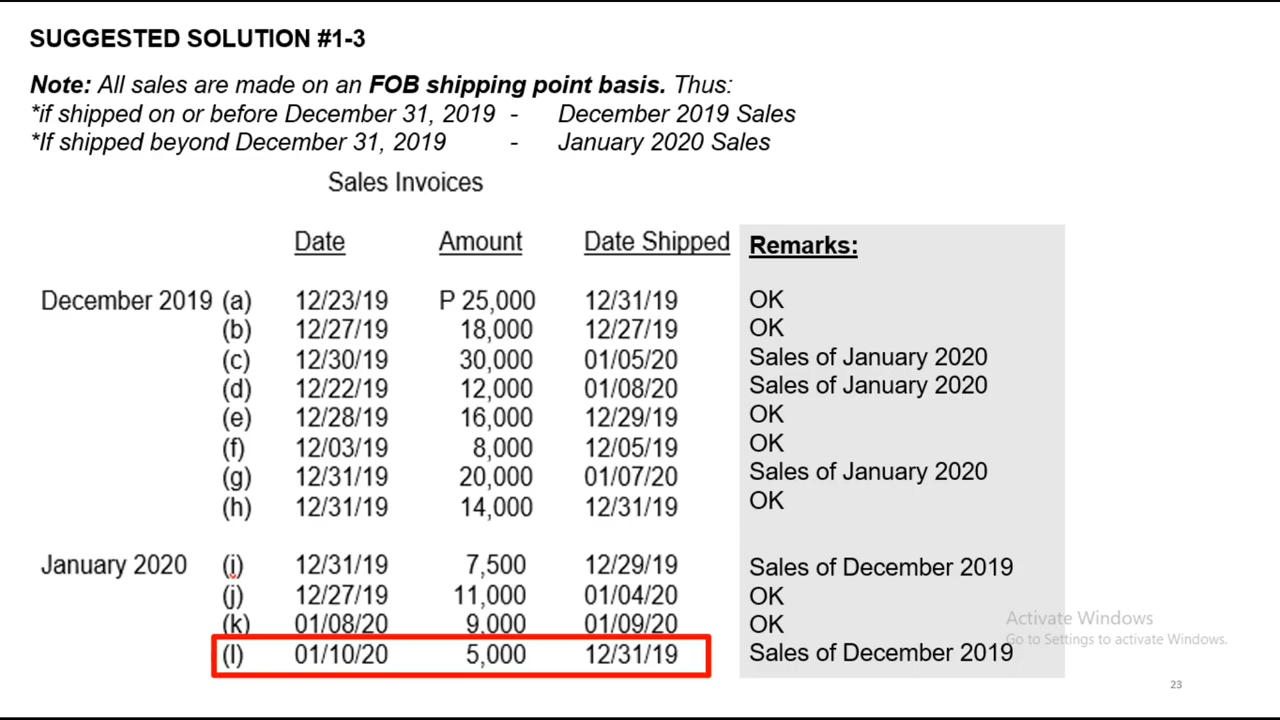 SUGGESTED SOLUTION #1-3
Note: All sales are made on an FOB shipping point basis. Thus:
*if shipped on or before December 31, 2019 - December 2019 Sales
*If shipped beyond December 31, 2019 - January 2020 Sales
Sales Invoices
Date Amount Date Shipped Remarks:
December 2019 (a) 12/23/19 P 25,000 12/31/19 OK
(b) 12/27/19 18,000 12/27/19 OK
(c) 12/30/19 30,000 01/05/20 Sales of January 2020
(d) 12/22/19 12,000 01/08/20 Sales of January 2020
(e) 12/28/19 16,000 12/29/19 OK
(f) 12/03/19 8,000 12/05/19 OK
(g) 12/31/19 20,000 01/07/20 Sales of January 2020
(h) 12/31/19 14,000 12/31/19 OK
January 2020 (i) 12/31/19 7,500 12/29/19 Sales of December 2019
(j) 12/27/19 11,000 01/04/20 OK
(k) 01/08/20 9,000 01/09/20 OK
(l) 01/10/20 5,000 12/31/19 Sales of December 2019
Activate Windows
Go to Settings to activate Windows.
23